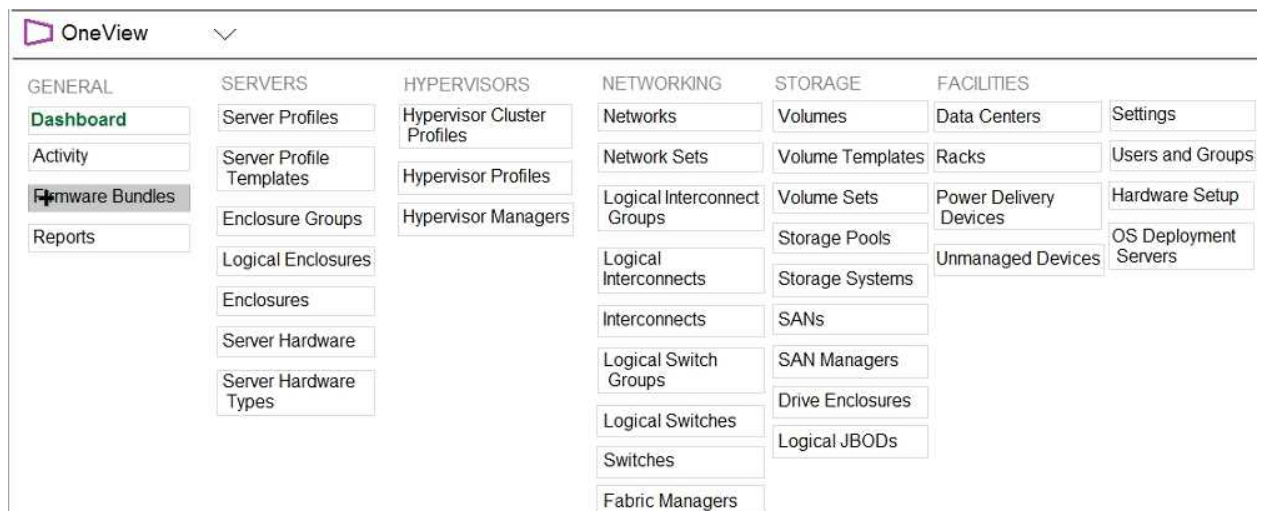 OneView
GENERAL
Dashboard
Activity
Firmware Bundles
Reports
SERVERS
Server Profiles
Server Profile
Templates
Enclosure Groups
Logical Enclosures
Enclosures
Server Hardware
Server Hardware
Types
HYPERVISORS
Hypervisor Cluster
Profiles
Hypervisor Profiles
Hypervisor Managers
NETWORKING
Networks
Network Sets
Logical Interconnect
Groups
Logical
Interconnects
Interconnects
Logical Switch
Groups
Logical Switches
Switches
Fabric Managers
STORAGE
Volumes
Volume Templates
Volume Sets
Storage Pools
Storage Systems
SANs
SAN Managers
Drive Enclosures
Logical JBODs
FACILITIES
Data Centers
Racks
Power Delivery
Devices
Unmanaged Devices
Settings
Users and Groups
Hardware Setup
OS Deployment
Servers